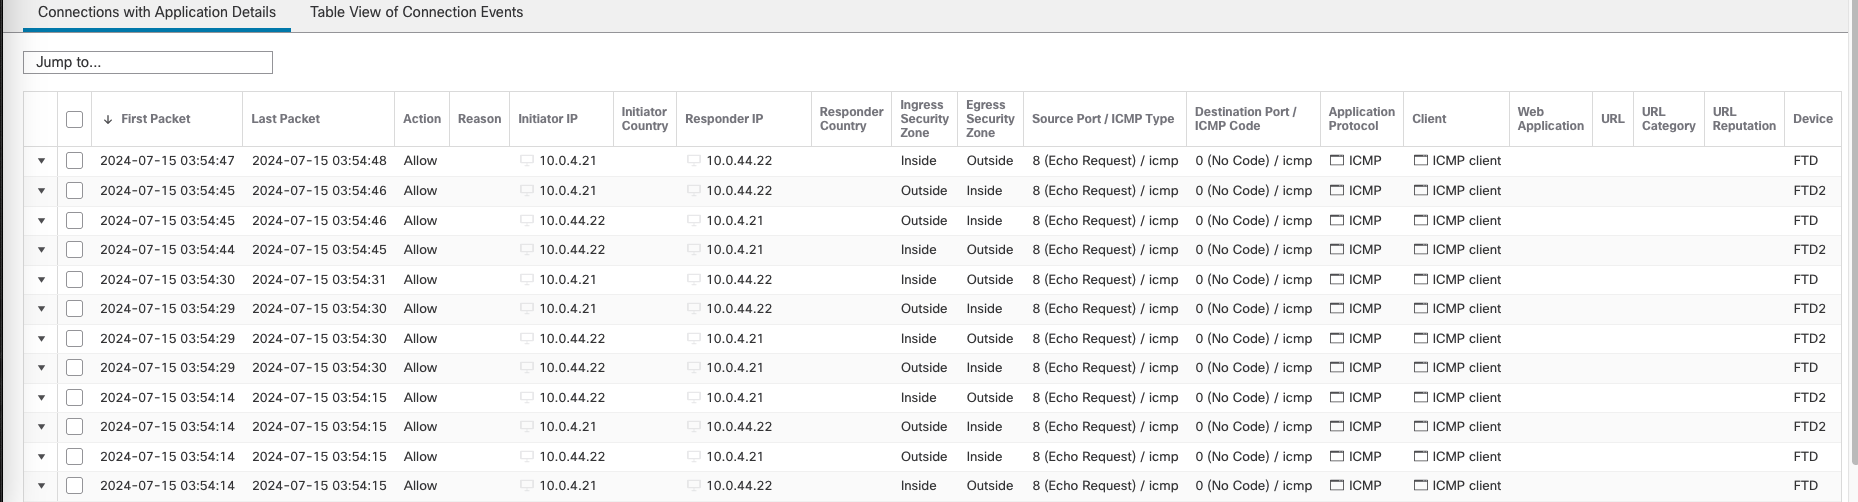 Connections with Application Details Table View of Connection Events
Jump to...
↓ First Packet Last Packet Action Reason Initiator IP Initiator Country Responder IP Responder Country Ingress Security Zone Egress Security Zone Source Port / ICMP Type Destination Port / ICMP Code Application Protocol Client Web Application URL URL Category URL Reputation Device
2024-07-15 03:54:47 2024-07-15 03:54:48 Allow 10.0.4.21 10.0.44.22 Inside Outside 8 (Echo Request) / icmp 0 (No Code) / icmp ICMP ICMP client FTD
2024-07-15 03:54:45 2024-07-15 03:54:46 Allow 10.0.4.21 10.0.44.22 Outside Inside 8 (Echo Request) / icmp 0 (No Code) / icmp ICMP ICMP client FTD2
2024-07-15 03:54:45 2024-07-15 03:54:46 Allow 10.0.44.22 10.0.4.21 Outside Inside 8 (Echo Request) / icmp 0 (No Code) / icmp ICMP ICMP client FTD
2024-07-15 03:54:44 2024-07-15 03:54:45 Allow 10.0.44.22 10.0.4.21 Inside Outside 8 (Echo Request) / icmp 0 (No Code) / icmp ICMP ICMP client FTD2
2024-07-15 03:54:30 2024-07-15 03:54:31 Allow 10.0.4.21 10.0.44.22 Inside Outside 8 (Echo Request) / icmp 0 (No Code) / icmp ICMP ICMP client FTD
2024-07-15 03:54:29 2024-07-15 03:54:30 Allow 10.0.4.21 10.0.44.22 Outside Inside 8 (Echo Request) / icmp 0 (No Code) / icmp ICMP ICMP client FTD2
2024-07-15 03:54:29 2024-07-15 03:54:30 Allow 10.0.44.22 10.0.4.21 Inside Outside 8 (Echo Request) / icmp 0 (No Code) / icmp ICMP ICMP client FTD2
2024-07-15 03:54:29 2024-07-15 03:54:30 Allow 10.0.44.22 10.0.4.21 Outside Inside 8 (Echo Request) / icmp 0 (No Code) / icmp ICMP ICMP client FTD
2024-07-15 03:54:14 2024-07-15 03:54:15 Allow 10.0.44.22 10.0.4.21 Inside Outside 8 (Echo Request) / icmp 0 (No Code) / icmp ICMP ICMP client FTD2
2024-07-15 03:54:14 2024-07-15 03:54:15 Allow 10.0.4.21 10.0.44.22 Outside Inside 8 (Echo Request) / icmp 0 (No Code) / icmp ICMP ICMP client FTD2
2024-07-15 03:54:14 2024-07-15 03:54:15 Allow 10.0.44.22 10.0.4.21 Outside Inside 8 (Echo Request) / icmp 0 (No Code) / icmp ICMP ICMP client FTD
2024-07-15 03:54:14 2024-07-15 03:54:15 Allow 10.0.4.21 10.0.44.22 Inside Outside 8 (Echo Request) / icmp 0 (No Code) / icmp ICMP ICMP client FTD